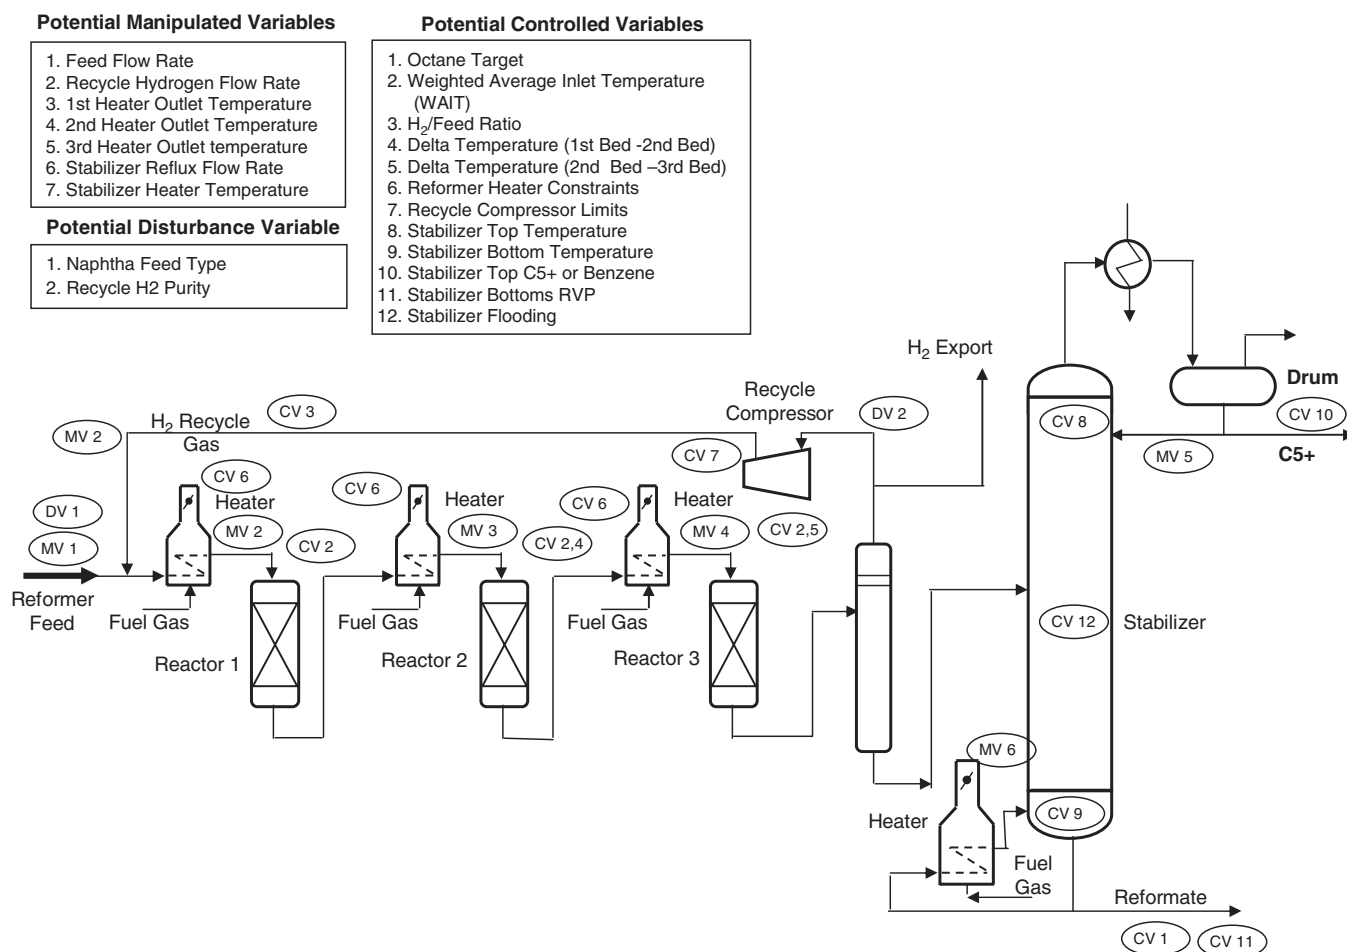 Potential Manipulated Variables
1. Feed Flow Rate
2. Recycle Hydrogen Flow Rate
3. 1st Heater Outlet Temperature
4. 2nd Heater Outlet Temperature
5. 3rd Heater Outlet temperature
6. Stabilizer Reflux Flow Rate
7. Stabilizer Heater Temperature
Potential Disturbance Variable
1. Naphtha Feed Type
2. Recycle H2 Purity
Potential Controlled Variables
1. Octane Target
2. Weighted Average Inlet Temperature
(WAIT)
3. H2/Feed Ratio
4. Delta Temperature (1st Bed -2nd Bed)
5. Delta Temperature (2nd Bed –3rd Bed)
6. Reformer Heater Constraints
7. Recycle Compressor Limits
8. Stabilizer Top Temperature
9. Stabilizer Bottom Temperature
10. Stabilizer Top C5+ or Benzene
11. Stabilizer Bottoms RVP
12. Stabilizer Flooding
H2 Export
Drum
CV 10
C5+
MV 5
CV 8
DV 2
Recycle
Compressor
CV 7
CV 3
H2 Recycle
Gas
MV 2
DV 1
MV 1
Reformer
Feed
CV 6
Heater
MV 2
CV 2
Fuel Gas
Reactor 1
CV 6
Heater
MV 3
CV 2,4
Fuel Gas
Reactor 2
CV 6
Heater
MV 4
CV 2,5
Fuel Gas
Reactor 3
CV 12
Stabilizer
MV 6
Heater
CV 9
Fuel
Gas
Reformate
CV 1
CV 11